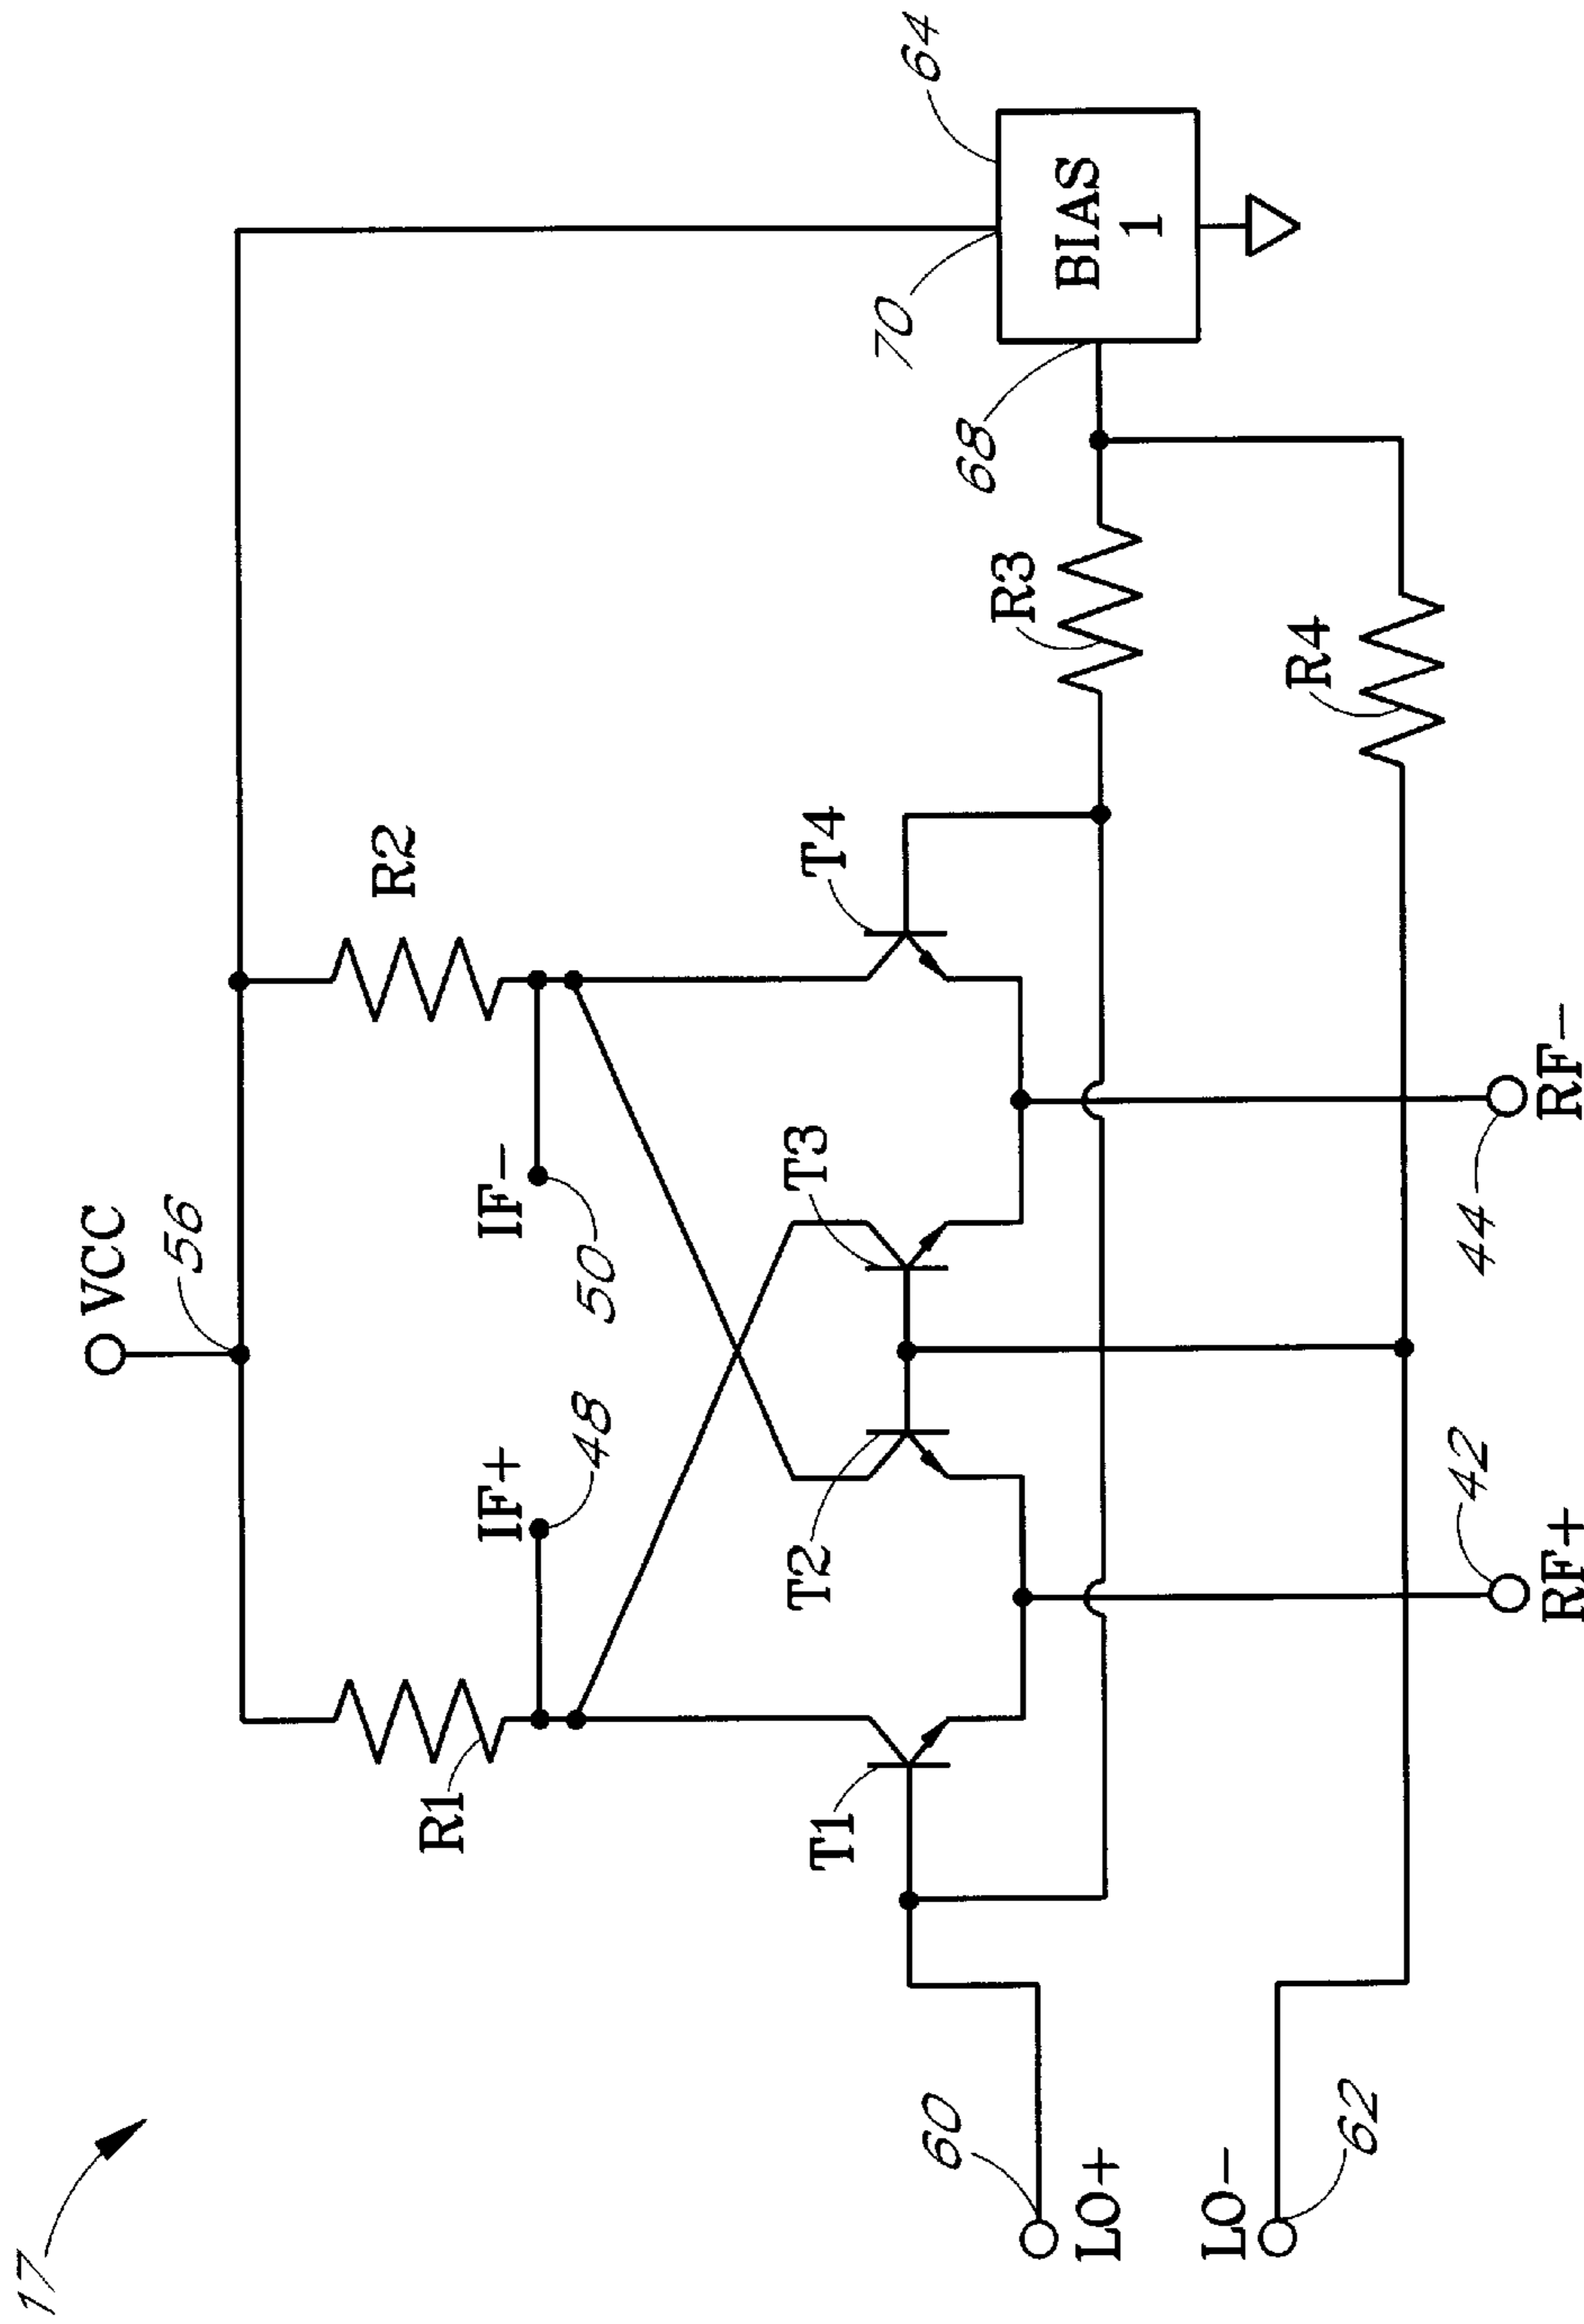 17
VCC
56
R1
R2
IF+
48
IF-
50
T1
T2
T3
T4
70
64
BIAS
1
68
R3
R4
60
LO+
LO-
62
RF+
42
RF-
44